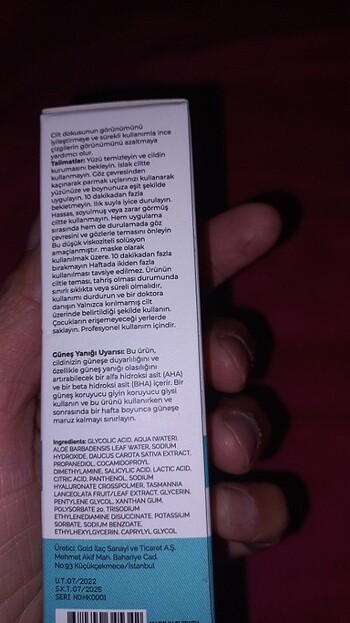 Cilt dokusunun görünümünü
iyileştirmeye ve sürekli kullanımla ince
çizgilerin görünümünü azaltmaya
yardımcı olur.
Talimatlar: Yüzü temizleyin ve cildin
kurumasını bekleyin. Islak ciltte
kullanmayın. Göz çevresinden
kaçınarak parmak uçlarınızı kullanarak
yüzünüze ve boynunuza eşit şekilde
uygulayın. 10 dakikadan fazla
bekletmeyin. Ilık suyla iyice durulayın.
Hassas, soyulmuş veya zarar görmüş
ciltte kullanmayın. Hem uygulama
sırasında hem de durulamada göz
çevresini ve gözlerle temasını önleyin
Bu düşük viskoziteli solüsyon
amaçlanmıştır. maske olarak
kullanılmak üzere. 10 dakikadan fazla
bırakmayın Haftada ikiden fazla
kullanılması tavsiye edilmez. Ürünün
ciltle teması, tahriş olması durumunda
sınırlı sıklıkta veya süreli olmalıdır,
kullanımı durdurun ve bir doktora
danışın Yalnızca kırılmamış cilt
üzerinde belirtildiği şekilde kullanın.
Çocukların erişemeyeceği yerlerde
saklayın. Profesyonel kullanım içindir.
Güneş Yanığı Uyarısı: Bu ürün,
cildinizin güneşe duyarlılığını ve
özellikle güneş yanığı olasılığını
artırabilecek bir alfa hidroksi asit (AHA)
ve bir beta hidroksi asit (BHA) içerir. Bir
güneş koruyucu giyin koruyucu giysi
kullanın ve bu ürünü kullanırken ve
sonrasında bir hafta boyunca güneşe
maruz kalmayı sınırlayın.
Ingredients: GLYCOLIC ACID, AQUA (WATER),
ALOE BARBADENSIS LEAF WATER, SODIUM
HYDROXIDE, DAUCUS CAROTA SATIVA EXTRACT,
PROPANEDIOL, COCAMIDOPROYL
DIMETHYLAMINE, SALICYLIC ACID, LACTIC ACID,
CITRIC ACID, PANTHENOL, SODIUM
HYALURONATE CROSSPOLMER, TASMANNIA
LANCEOLATA FRUIT/LEAF EXTRACT, GLYCERIN,
PENTYLENE GLYCOL, XANTHAN GUM,
POLYSORBATE 20, TRISODIUM
ETHYLENEDIAMINE DISUCCINATE, POTASSIUM
SORBATE, SODIUM BENZOATE,
ETHYLHEXYLGYCERIN, CAPRYLYL GLYCOL
Üretici: Gold İlaç Sanayi ve Ticaret A.Ş.
Mehmet Akif Mah. Bahariye Cad.
No:93 Küçükçekmece/İstanbul
U.T. 07/2022
S.K.T. 07/2025
SERI NO:HK0001